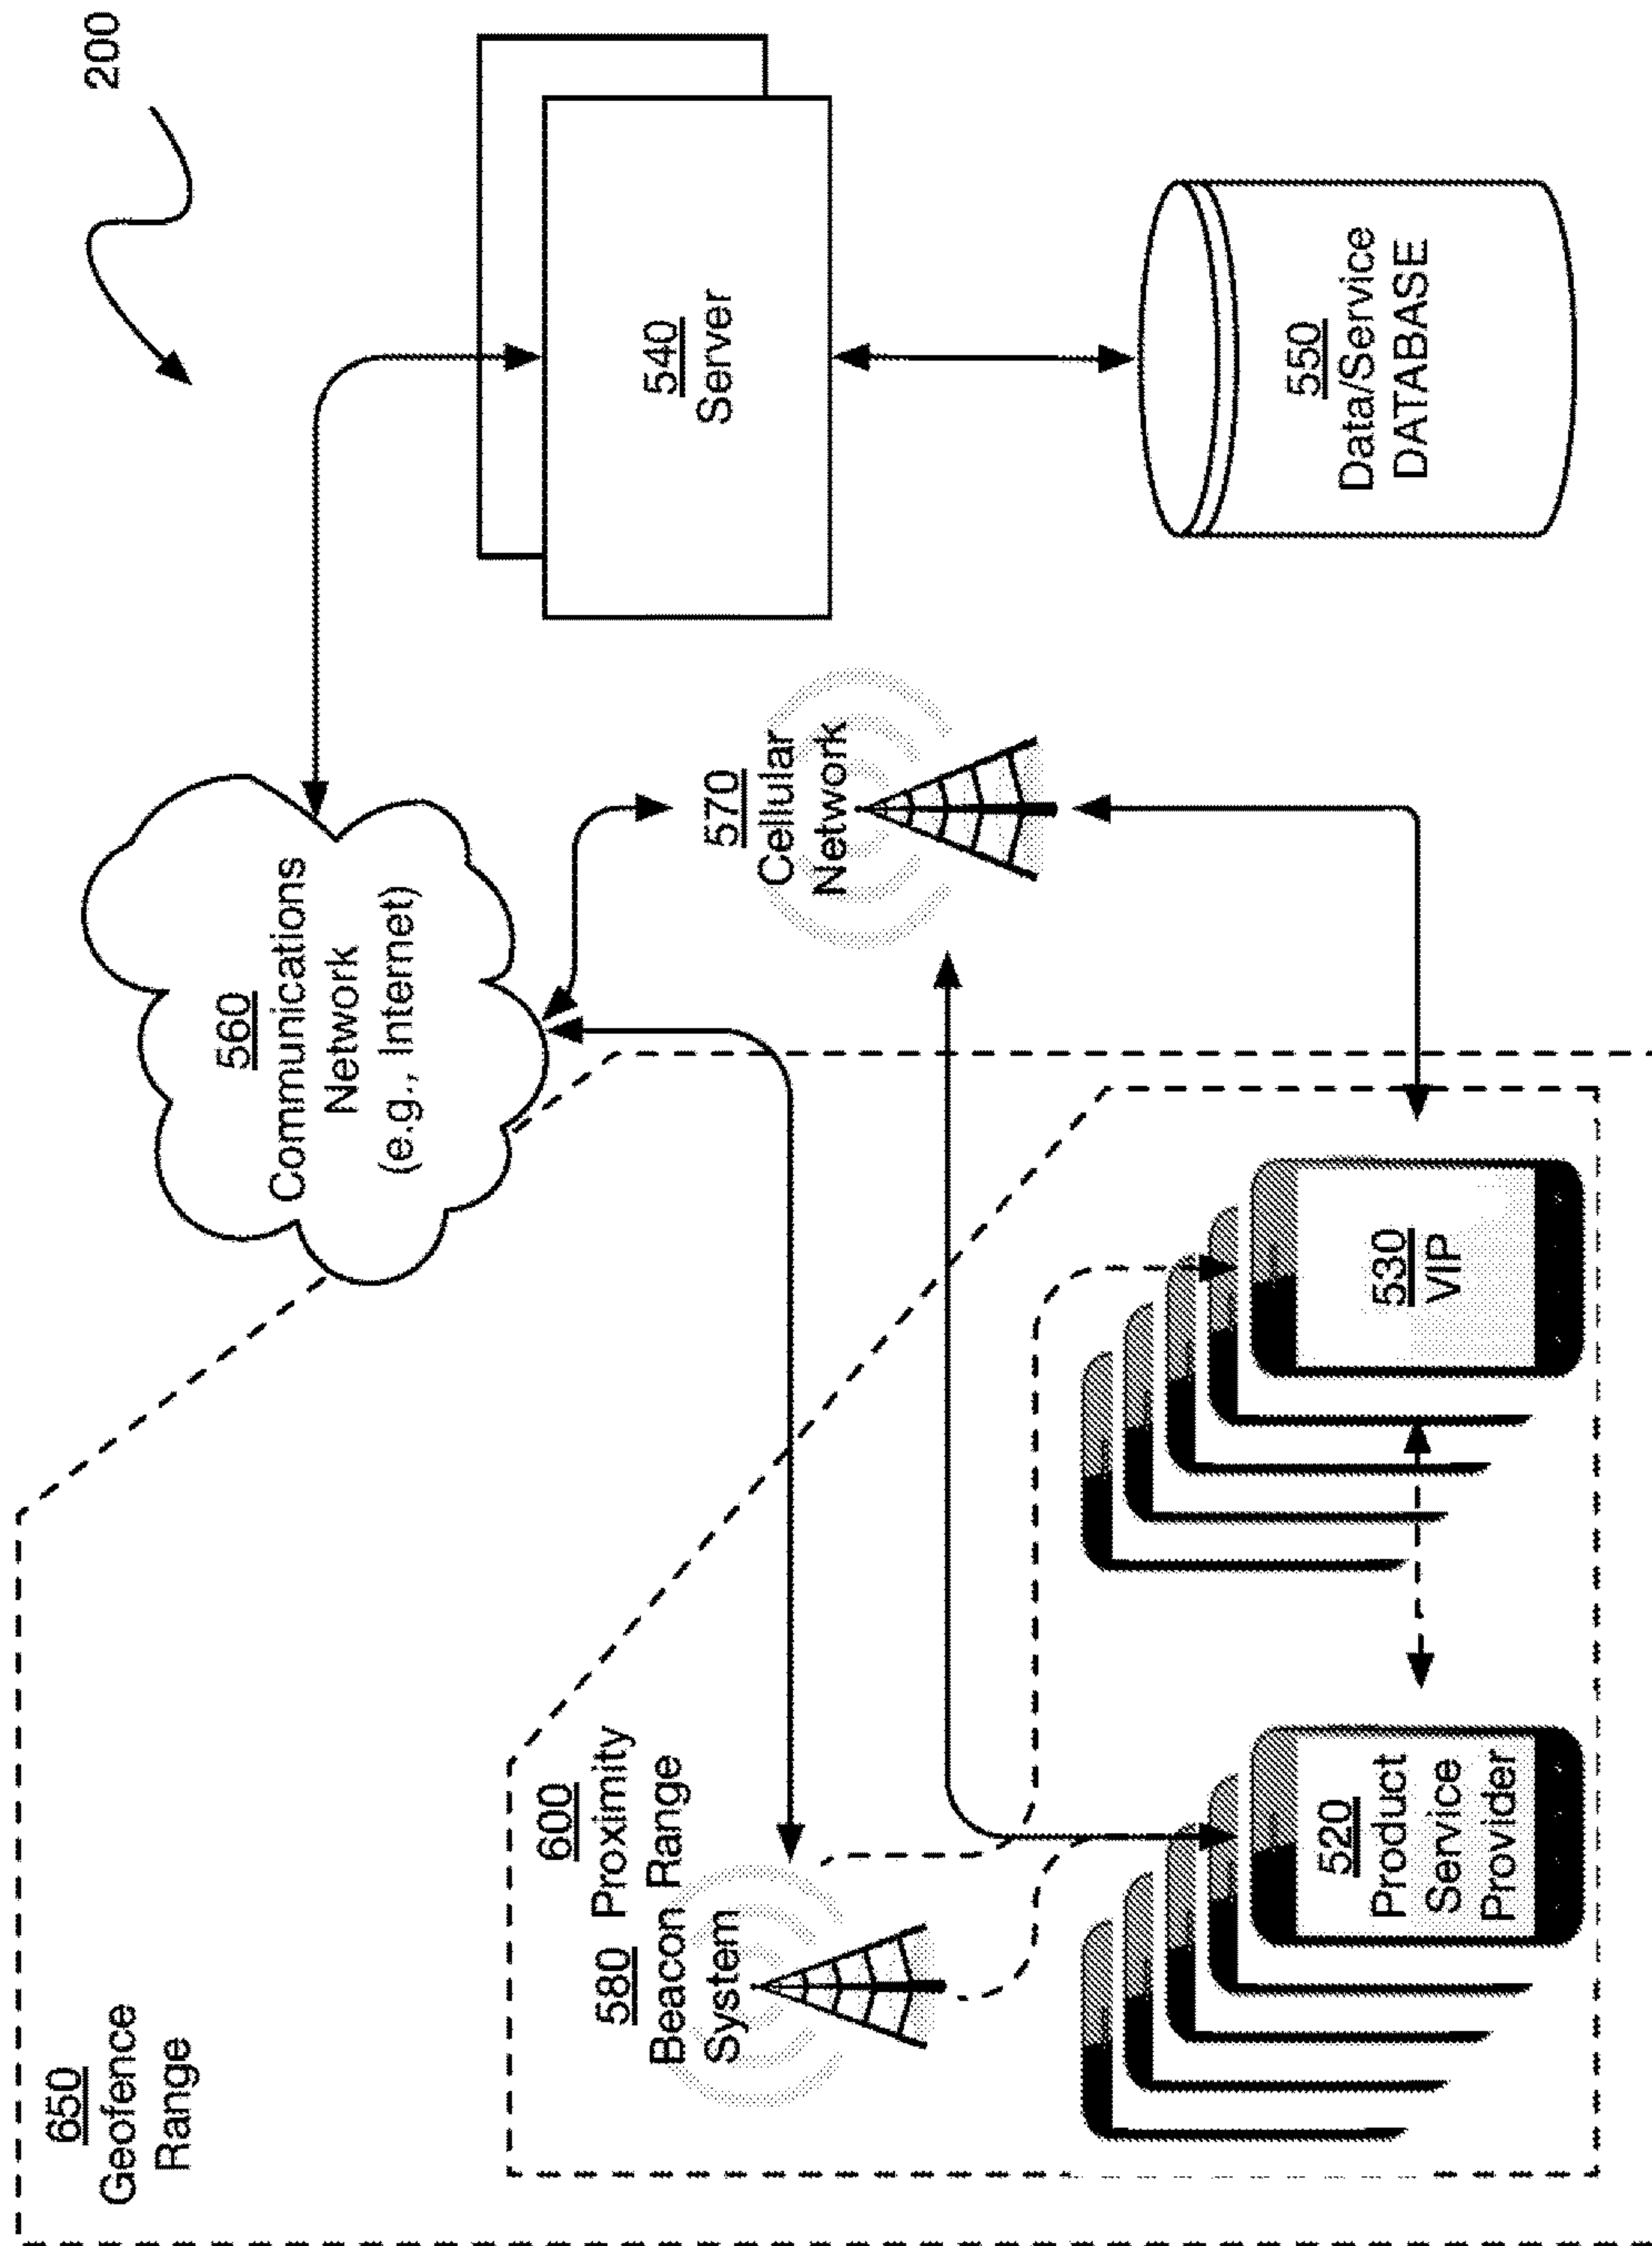 200
650
Geofence
Range
560
Communications
Network
(e.g., Internet)
540
Server
570
Cellular
Network
600
Proximity
Range
580
Beacon
System
520
Product
Service
Provider
530
VIP
550
Data/Service
DATABASE